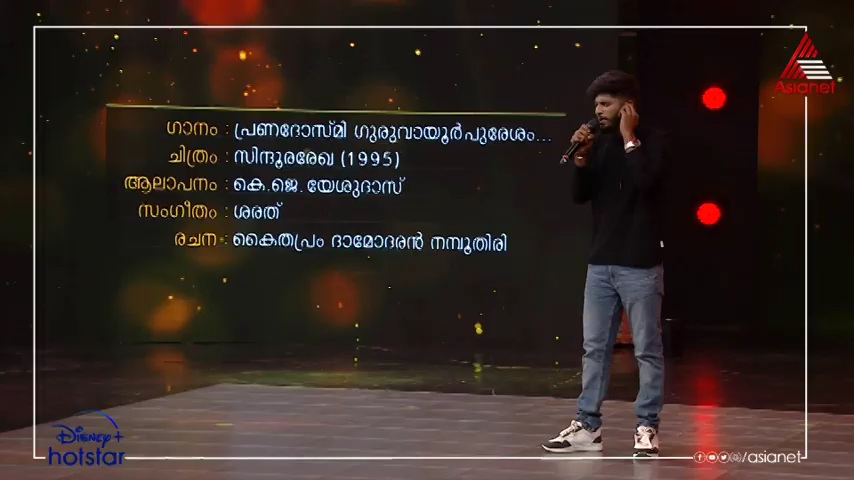 Asianet
ഗാനം : പ്രണദോസ്മി ഗുരുവായൂർപുരേശം...
ചിത്രം : സിന്ദൂരരേഖ (1995)
ആലാപനം : കെ.ജെ. യേശുദാസ്
സംഗീതം : ശരത്
രചന : കൈതപ്രം ദാമോദരൻ നമ്പൂതിരി
Disney+
hotstar
/asianet